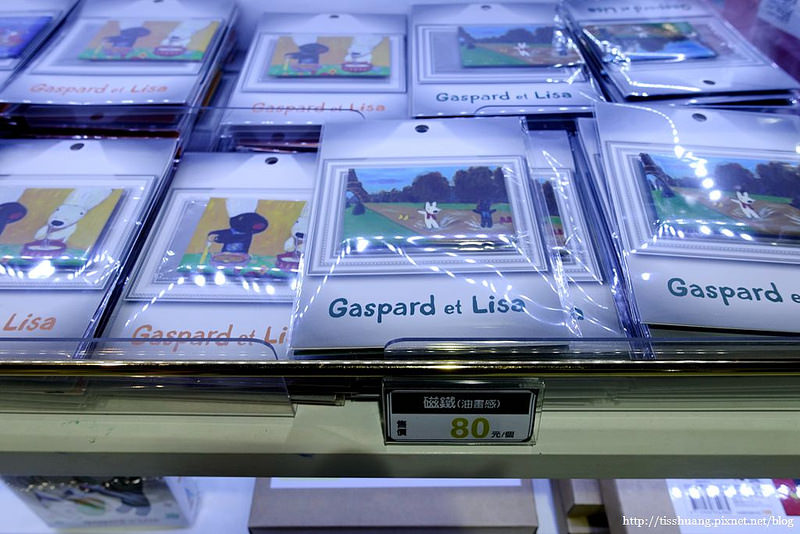 Gaspard et Lisa
Gaspard et Lisa
Gaspard et Lisa
Lisa
Gaspard et Li
Gaspard et Lisa
Gaspard e
磁鐵(油畫感)
售價 80 元/個
http://tisshuang.pixnet.net/blog